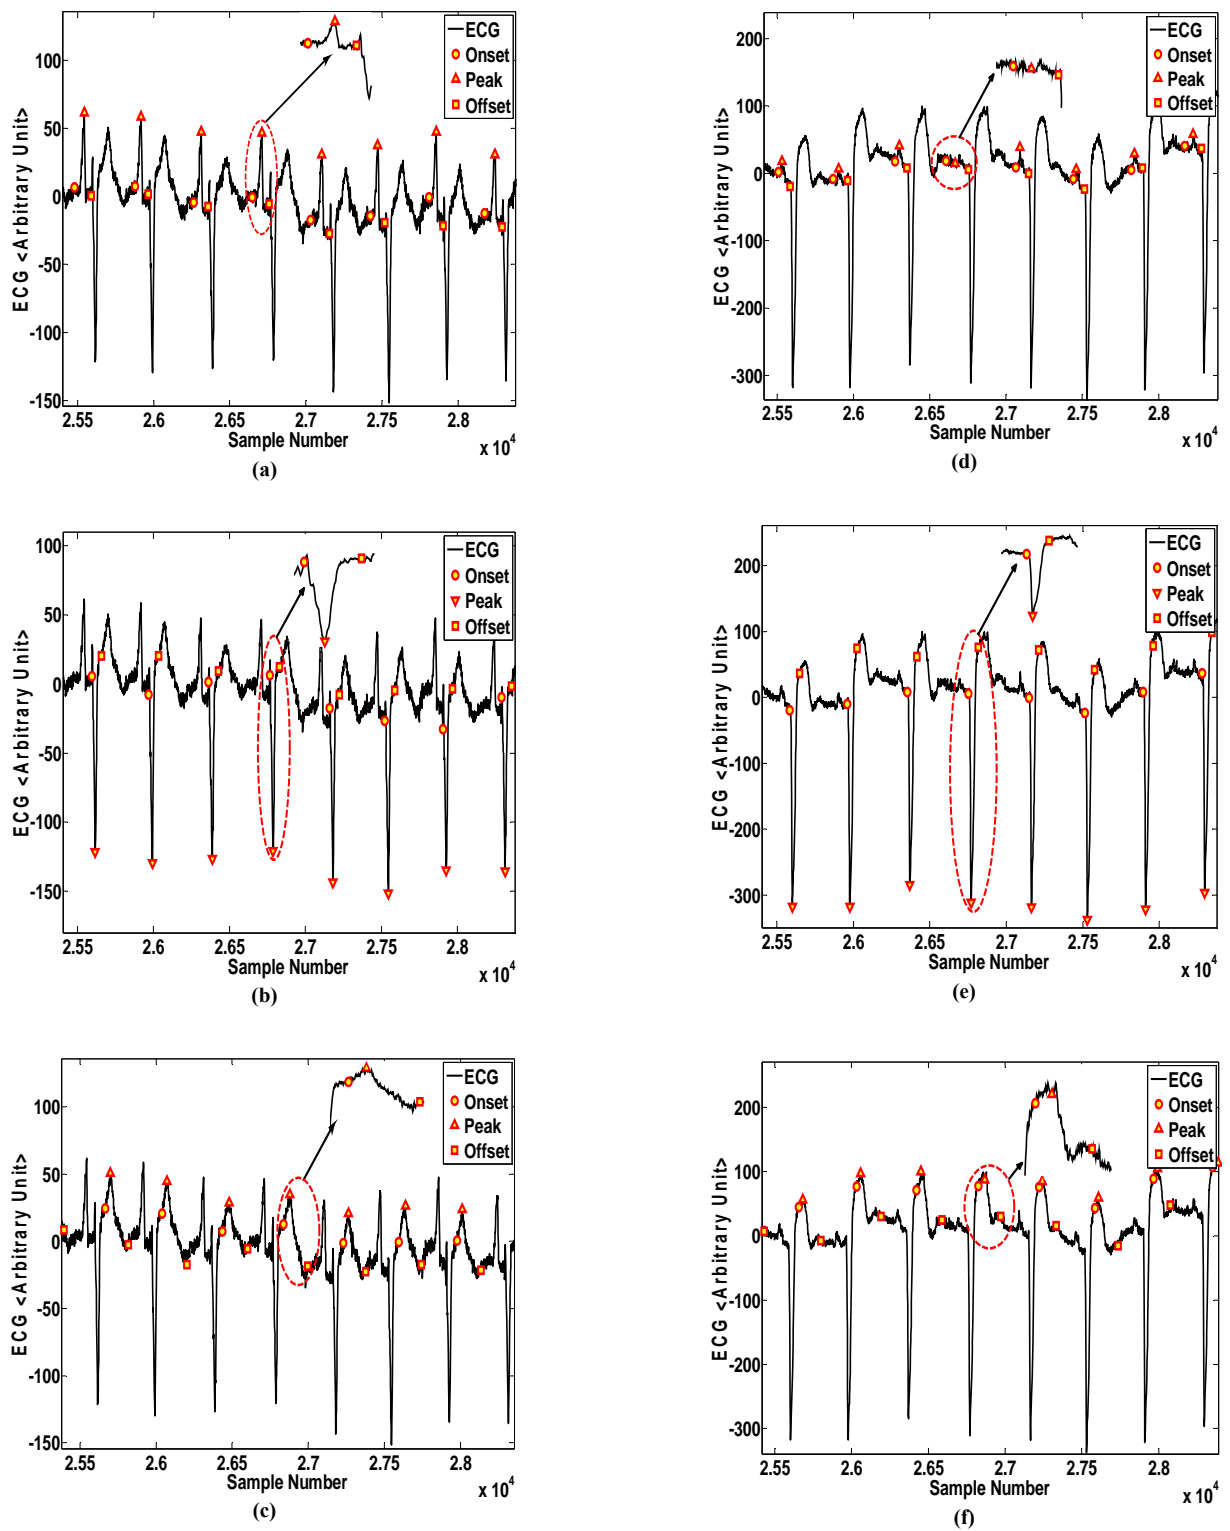 ECG
Onset
Peak
Offset
100
50
0
-50
-100
-150
ECG <Arbitrary Unit>
2.55 2.6 2.65 2.7 2.75 2.8
Sample Number
x 10^4
(a)
ECG
Onset
Peak
Offset
200
100
0
-100
-200
-300
ECG <Arbitrary Unit>
2.55 2.6 2.65 2.7 2.75 2.8
Sample Number
x 10^4
(d)
ECG
Onset
Peak
Offset
100
50
0
-50
-100
-150
ECG <Arbitrary Unit>
2.55 2.6 2.65 2.7 2.75 2.8
Sample Number
x 10^4
(b)
ECG
Onset
Peak
Offset
200
100
0
-100
-200
-300
ECG <Arbitrary Unit>
2.55 2.6 2.65 2.7 2.75 2.8
Sample Number
x 10^4
(e)
ECG
Onset
Peak
Offset
100
50
0
-50
-100
-150
ECG <Arbitrary Unit>
2.55 2.6 2.65 2.7 2.75 2.8
Sample Number
x 10^4
(c)
ECG
Onset
Peak
Offset
200
100
0
-100
-200
-300
ECG <Arbitrary Unit>
2.55 2.6 2.65 2.7 2.75 2.8
Sample Number
x 10^4
(f)